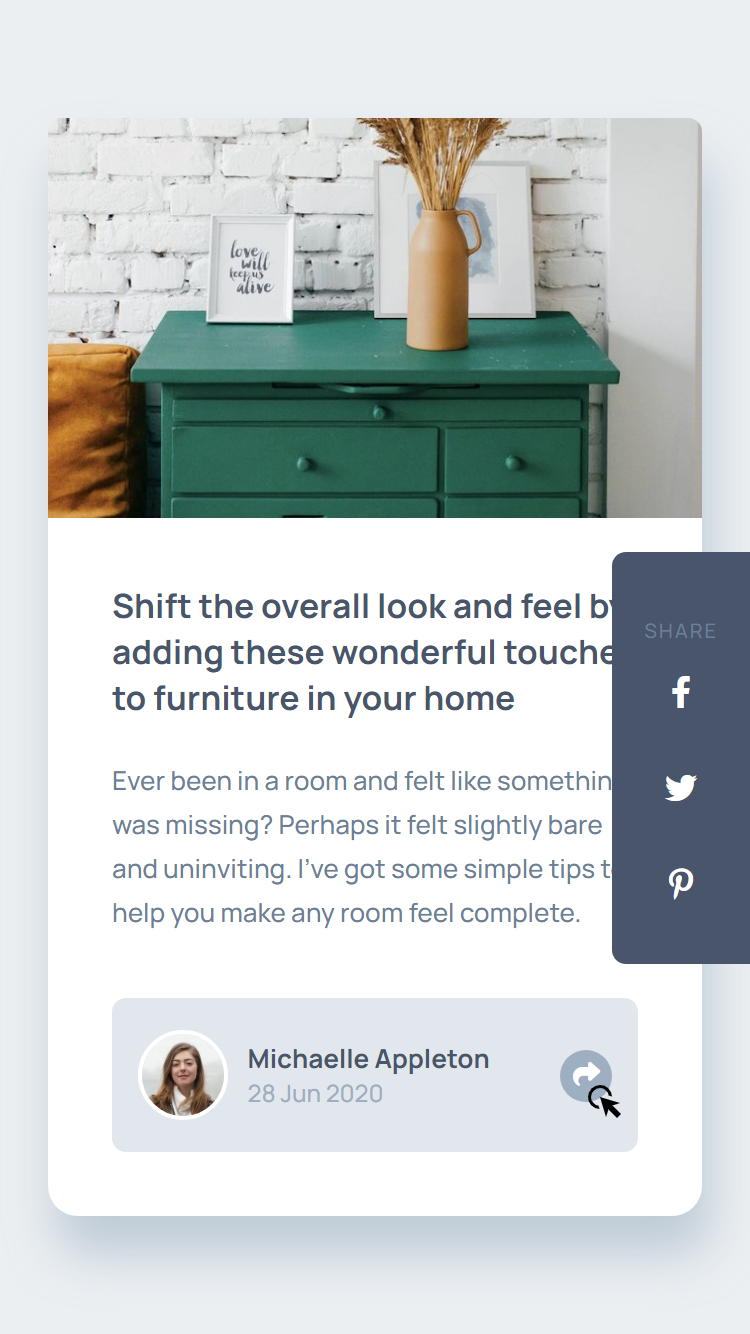 love
will
keep us
alive
Shift the overall look and feel by
adding these wonderful touche
to furniture in your home
SHARE
Ever been in a room and felt like somethin
was missing? Perhaps it felt slightly bare
and uninviting. I've got some simple tips t
help you make any room feel complete.
Michaelle Appleton
28 Jun 2020